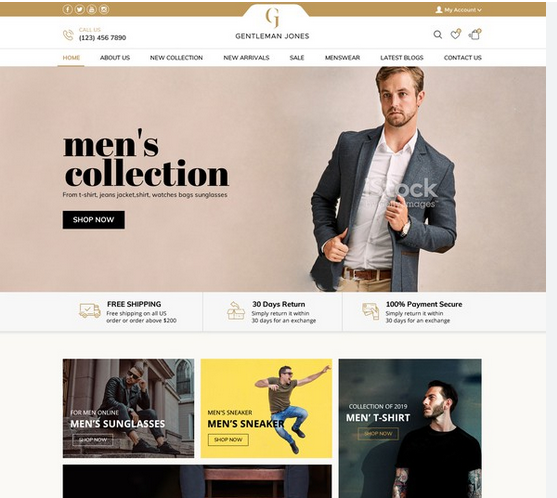 My Account
G
CALL US
(123) 456 7890
GENTLEMAN JONES
HOME ABOUT US NEW COLLECTION NEW ARRIVALS SALE MENSWEAR LATEST BLOGS CONTACT US
men's
collection
From t-shirt, jeans jacket,shirt, watches bags sunglasses
SHOP NOW
iStock
Getty Images™
FREE SHIPPING
Free shipping on all US
order or order above $200
30 Days Return
Simply return it within
30 days for an exchange
100% Payment Secure
Simply return it within
30 days for an exchange
FOR MEN ONLINE
MEN'S SUNGLASSES
SHOP NOW
MEN'S SNEAKER
MEN'S SNEAKER
SHOP NOW
COLLECTION OF 2019
MEN' T-SHIRT
SHOP NOW